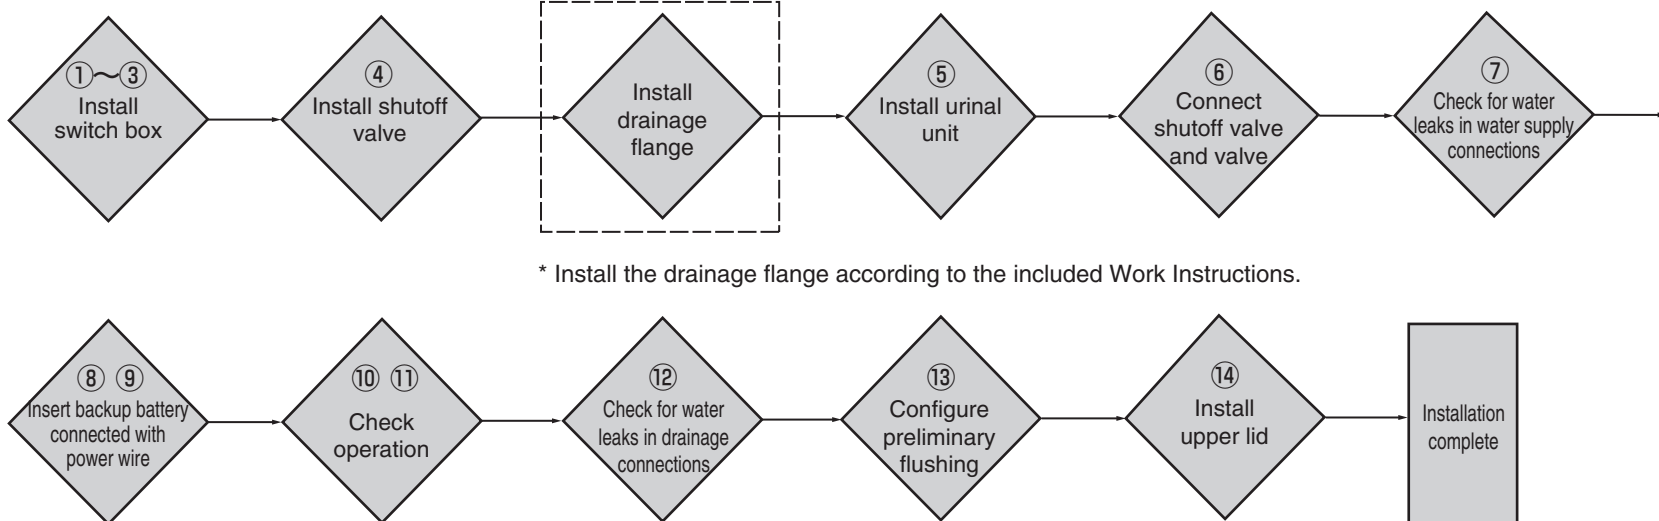 ①～③
Install
switch box
④
Install shutoff
valve
Install
drainage
flange
⑤
Install urinal
unit
⑥
Connect
shutoff valve
and valve
⑦
Check for water
leaks in water supply
connections
* Install the drainage flange according to the included Work Instructions.
⑧ ⑨
Insert backup battery
connected with
power wire
⑩ ⑪
Check
operation
⑫
Check for water
leaks in drainage
connections
⑬
Configure
preliminary
flushing
⑭
Install
upper lid
Installation
complete